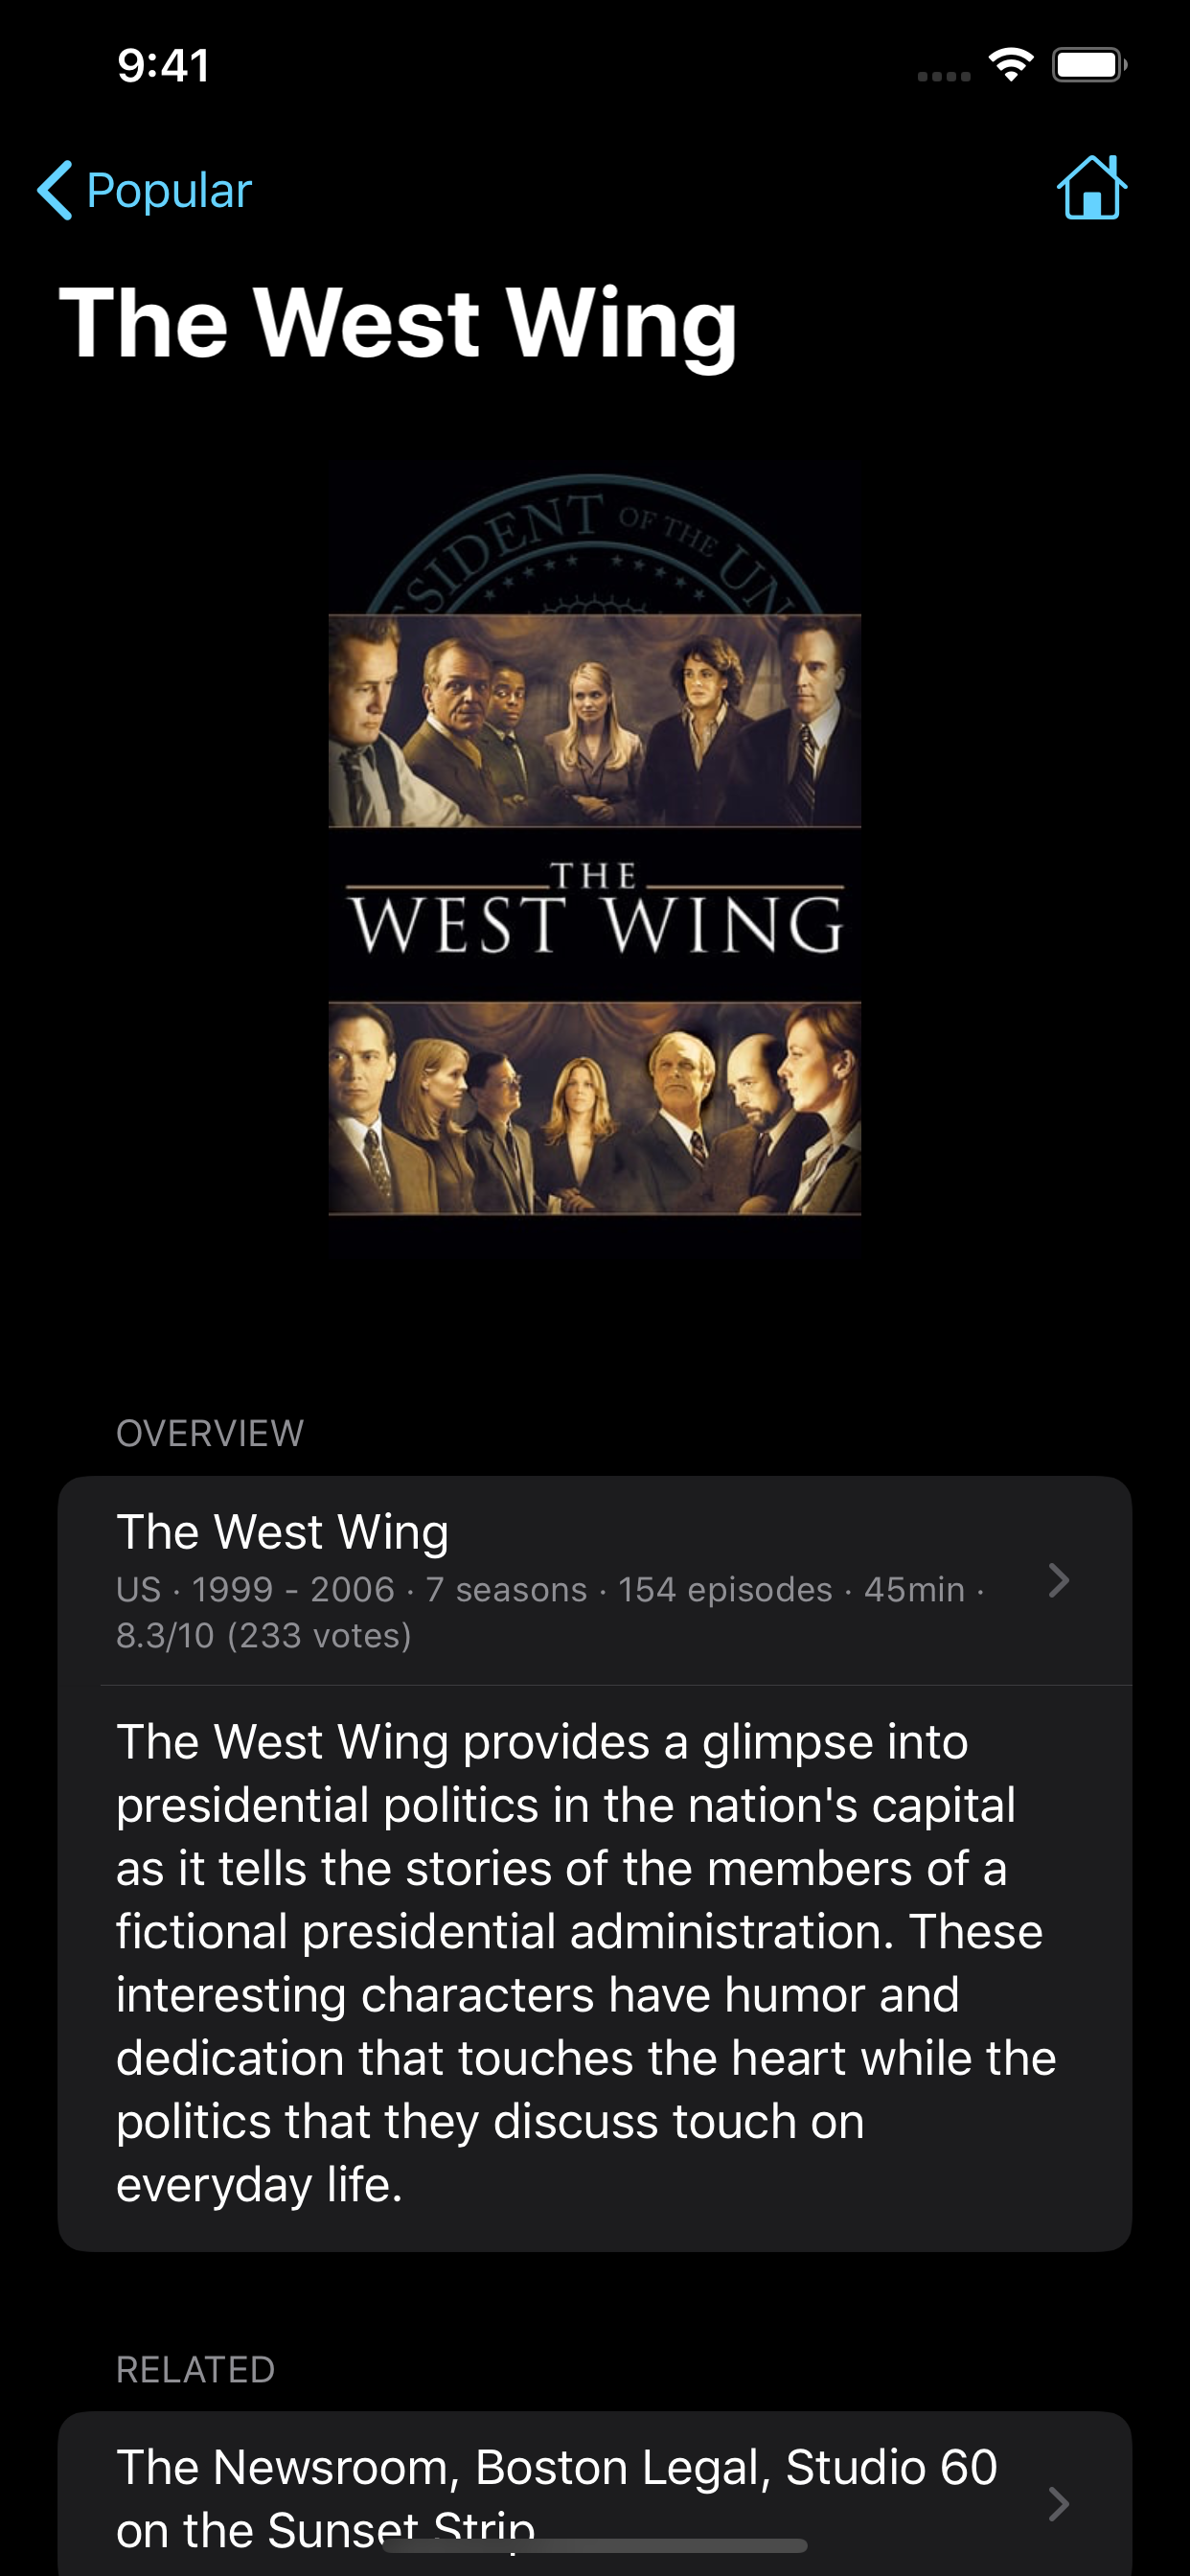 9:41
Popular
The West Wing
SIDENT OF THE UN
THE
WEST WING
OVERVIEW
The West Wing
US · 1999 - 2006 · 7 seasons · 154 episodes · 45min ·
8.3/10 (233 votes)
The West Wing provides a glimpse into
presidential politics in the nation's capital
as it tells the stories of the members of a
fictional presidential administration. These
interesting characters have humor and
dedication that touches the heart while the
politics that they discuss touch on
everyday life.
RELATED
The Newsroom, Boston Legal, Studio 60
on the Sunset Strip